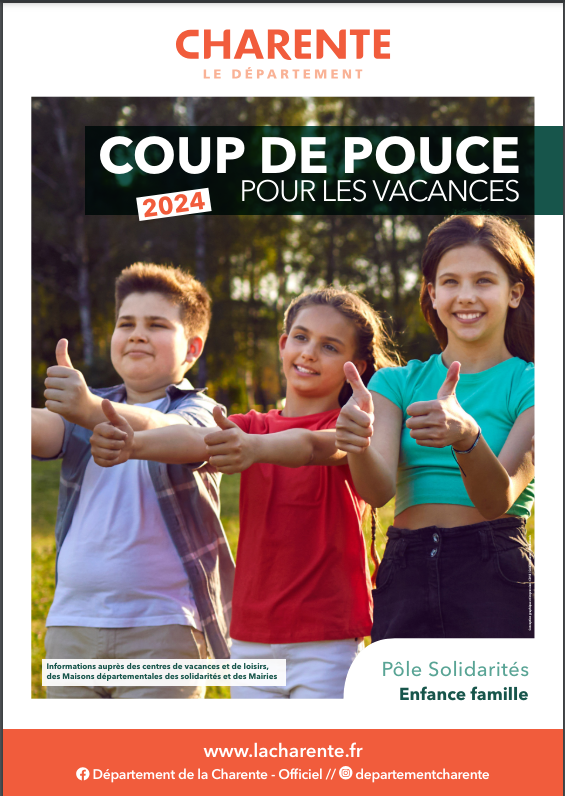 CHARENTE
LE DÉPARTEMENT
COUP DE POUCE
POUR LES VACANCES
2024
Informations auprès des centres de vacances et de loisirs,
des Maisons départementales des solidarités et des Mairies
Pôle Solidarités
Enfance famille
www.lacharente.fr
Département de la Charente - Officiel // departementcharente